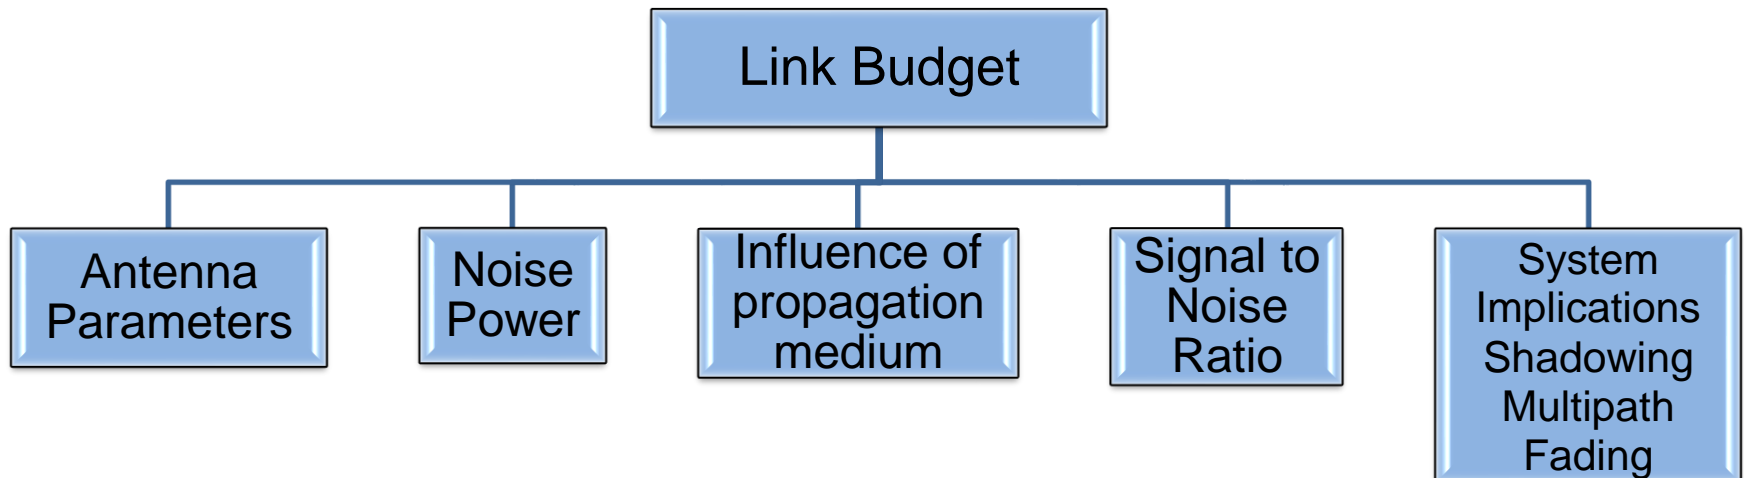 Link Budget
Antenna
Parameters
Noise
Power
Influence of
propagation
medium
Signal to
Noise
Ratio
System
Implications
Shadowing
Multipath
Fading